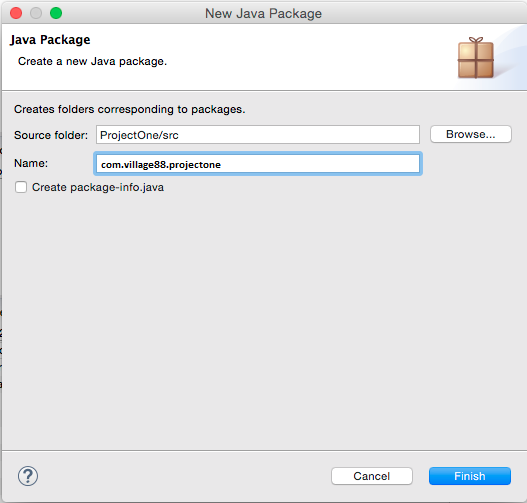 New Java Package
Java Package
Create a new Java package.
Creates folders corresponding to packages.
Source folder: ProjectOne/src Browse...
Name: com.village88.projectone
Create package-info.java
? Cancel Finish